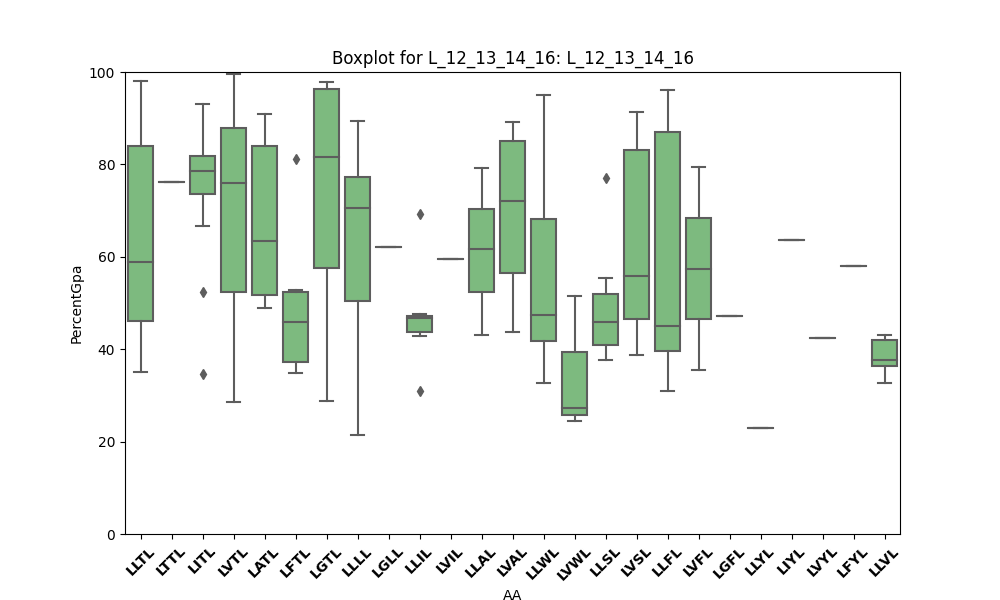 Boxplot for L_12_13_14_16: L_12_13_14_16
100
80
60
40
20
0
PercentGpa
LLTL LTTL LITL LVTL LATL LFTL LGTL LLLL LGLL LLIL LVIL LLAL LVAL LLWL LVWL LLSL LVSL LLFL LVFL LGFL LLYL LIYL LVYL LFYL LLVL
AA